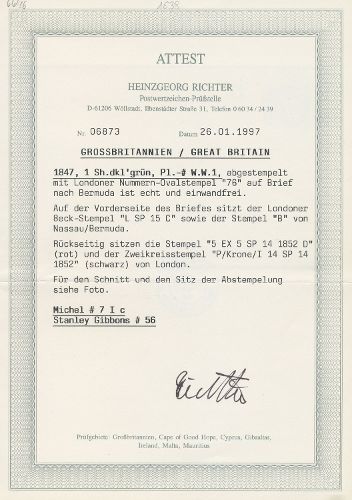 1638
ATTEST
HEINZGEORG RICHTER
Postwertzeichen-Prüfstelle
D-61206 Wöllstadt, Ilbenstädter Straße 31, Telefon 0 60 34 / 24 39
Nr. 06873 Datum 26.01.1997
GROSSBRITANNIEN / GREAT BRITAIN
1847, 1 Sh.dkl'grün, Pl.-# W.W.1, abgestempelt
mit Londoner Nummern-Ovalstempel "76" auf Brief
nach Bermuda ist echt und einwandfrei.
Auf der Vorderseite des Briefes sitzt der Londoner
Beck-Stempel "L SP 15 C" sowie der Stempel "B" von
Nassau/Bermuda.
Rückseitig sitzen die Stempel "5 EX 5 SP 14 1852 D"
(rot) und der Zweikreisstempel "P/Krone/I 14 SP 14
1852" (schwarz) von London.
Für den Schnitt und den Sitz der Abstempelung
siehe Foto.
Michel # 7 I c
Stanley Gibbons # 56
Prüfgebiete: Großbritannien, Cape of Good Hope, Cyprus, Gibraltar,
Ireland, Malta, Mauritius